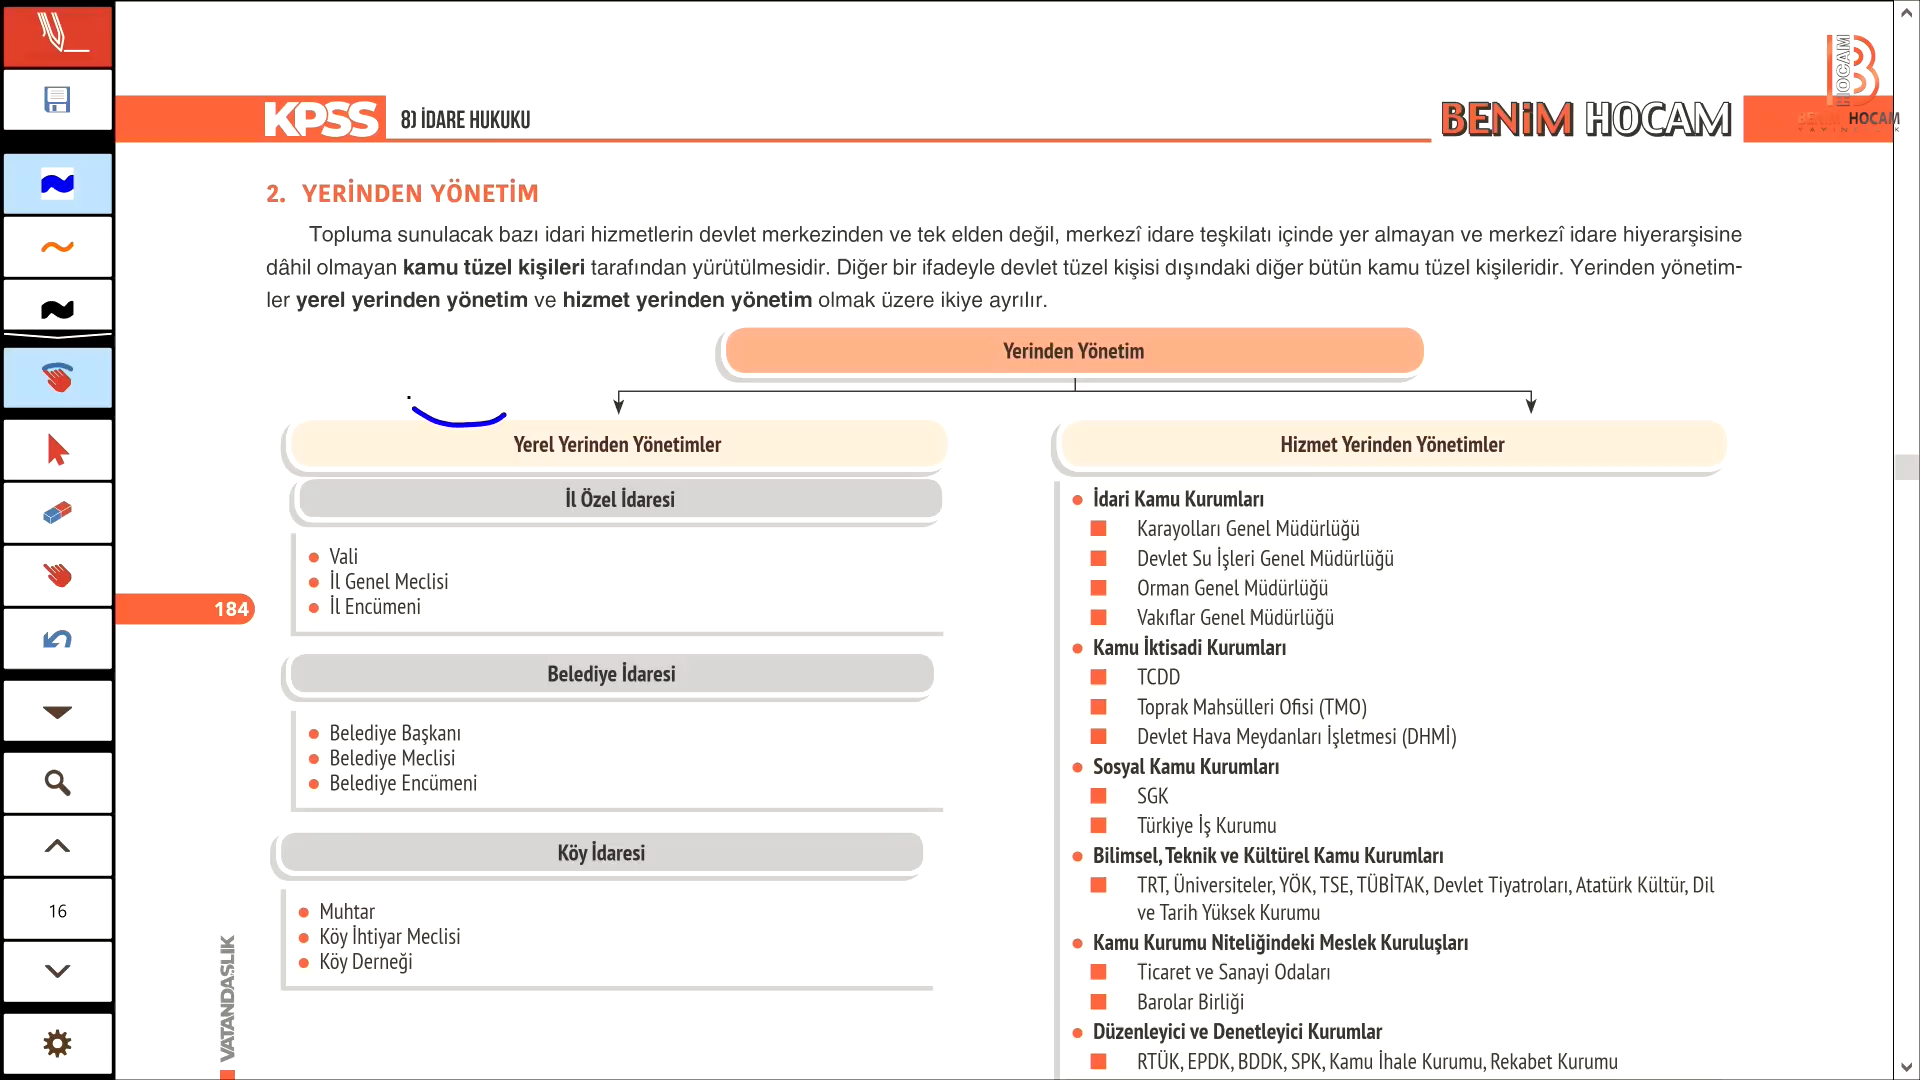 KPSS 8) İDARE HUKUKU
BENİM HOCAM
HOCAM
BENİM HOCAM
YAYINCILIK
2. YERİNDEN YÖNETİM
Topluma sunulacak bazı idari hizmetlerin devlet merkezinden ve tek elden değil, merkezî idare teşkilatı içinde yer almayan ve merkezî idare hiyerarşisine
dâhil olmayan kamu tüzel kişileri tarafından yürütülmesidir. Diğer bir ifadeyle devlet tüzel kişisi dışındaki diğer bütün kamu tüzel kişileridir. Yerinden yönetim-
ler yerel yerinden yönetim ve hizmet yerinden yönetim olmak üzere ikiye ayrılır.
Yerinden Yönetim
Yerel Yerinden Yönetimler
İl Özel İdaresi
Vali
İl Genel Meclisi
İl Encümeni
Belediye İdaresi
Belediye Başkanı
Belediye Meclisi
Belediye Encümeni
Köy İdaresi
Muhtar
Köy İhtiyar Meclisi
Köy Derneği
Hizmet Yerinden Yönetimler
İdari Kamu Kurumları
Karayolları Genel Müdürlüğü
Devlet Su İşleri Genel Müdürlüğü
Orman Genel Müdürlüğü
Vakıflar Genel Müdürlüğü
Kamu İktisadi Kurumları
TCDD
Toprak Mahsülleri Ofisi (TMO)
Devlet Hava Meydanları İşletmesi (DHMİ)
Sosyal Kamu Kurumları
SGK
Türkiye İş Kurumu
Bilimsel, Teknik ve Kültürel Kamu Kurumları
TRT, Üniversiteler, YÖK, TSE, TÜBİTAK, Devlet Tiyatroları, Atatürk Kültür, Dil
ve Tarih Yüksek Kurumu
Kamu Kurumu Niteliğindeki Meslek Kuruluşları
Ticaret ve Sanayi Odaları
Barolar Birliği
Düzenleyici ve Denetleyici Kurumlar
RTÜK, EPDK, BDDK, SPK, Kamu İhale Kurumu, Rekabet Kurumu
184
VATANDAŞLIK
16